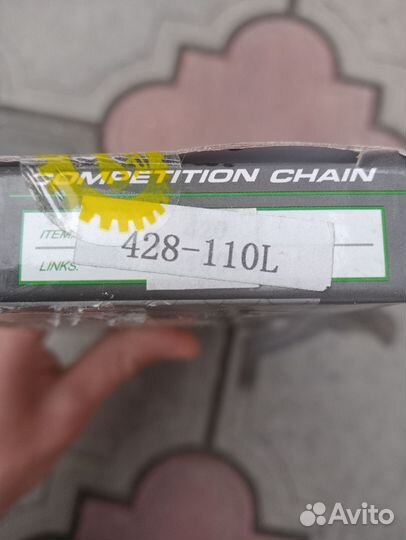 COMPETITION CHAIN
ITEM:
428-110L
LINKS:
Avito